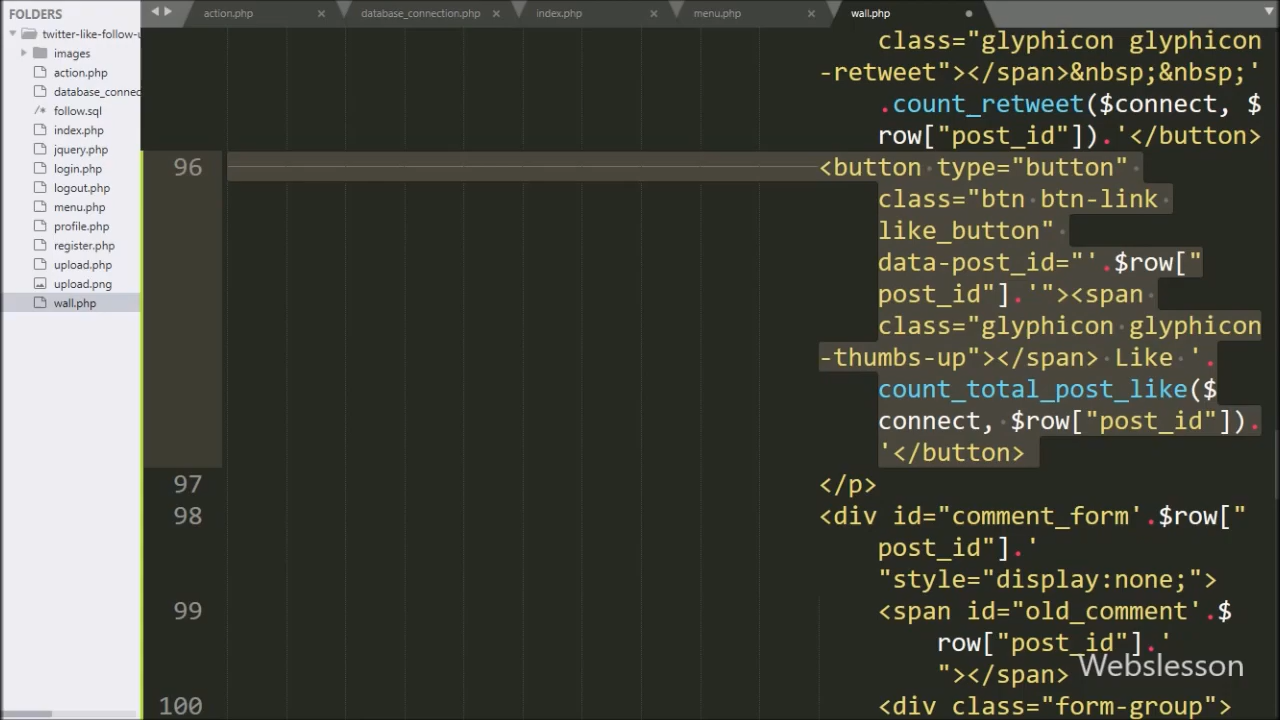 FOLDERS
twitter-like-follow-u
images
action.php
database_connec
follow.sql
index.php
jquery.php
login.php
logout.php
menu.php
profile.php
register.php
upload.php
upload.png
wall.php
action.php
database_connection.php
index.php
menu.php
wall.php
class="glyphicon glyphicon
-retweet"></span>&nbsp;&nbsp;'
.count_retweet($connect, $
row["post_id"]).'</button>
96 <button type="button"
class="btn btn-link
like_button"
data-post_id="'.$row["
post_id"].'"><span
class="glyphicon glyphicon
-thumbs-up"></span> Like '.
count_total_post_like($
connect, $row["post_id"]).
'</button>
97 </p>
98 <div id="comment_form'.$row["
post_id"].'
"style="display:none;">
99 <span id="old_comment'.$
row["post_id"].'
"></span>
100 <div class="form-group">
Webslesson